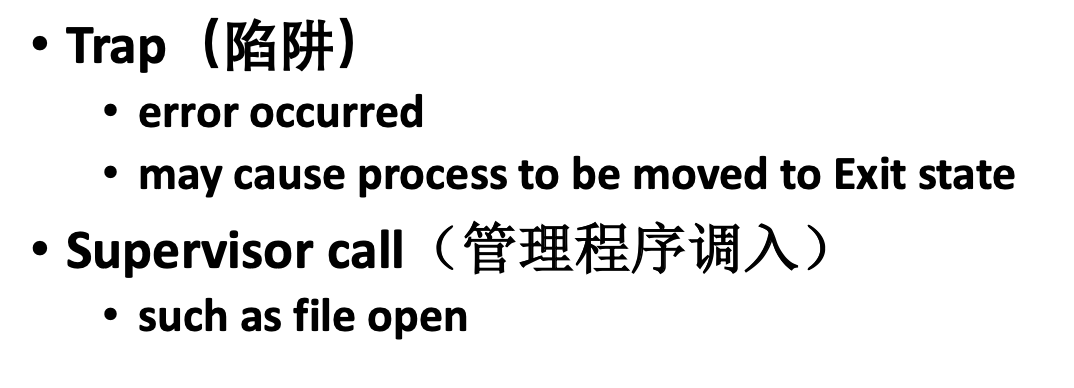 • Trap（陷阱）
• error occurred
• may cause process to be moved to Exit state
• Supervisor call（管理程序调入）
• such as file open